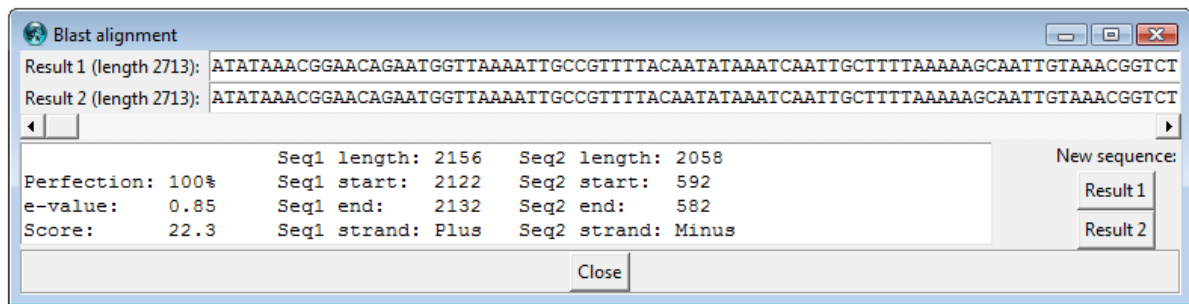 Blast alignment
Result 1 (length 2713): ATATAAACGGAACAGAATGGTTAAAATTGCCGTTTTACAATATAAATCAATTGCTTTTAAAAAGCAATTGTAAACGGTCT
Result 2 (length 2713): ATATAAACGGAACAGAATGGTTAAAATTGCCGTTTTACAATATAAATCAATTGCTTTTAAAAAGCAATTGTAAACGGTCT
Seq1 length: 2156 Seq2 length: 2058
Perfection: 100% Seq1 start: 2122 Seq2 start: 592
e-value: 0.85 Seq1 end: 2132 Seq2 end: 582
Score: 22.3 Seq1 strand: Plus Seq2 strand: Minus
New sequence:
Result 1
Result 2
Close